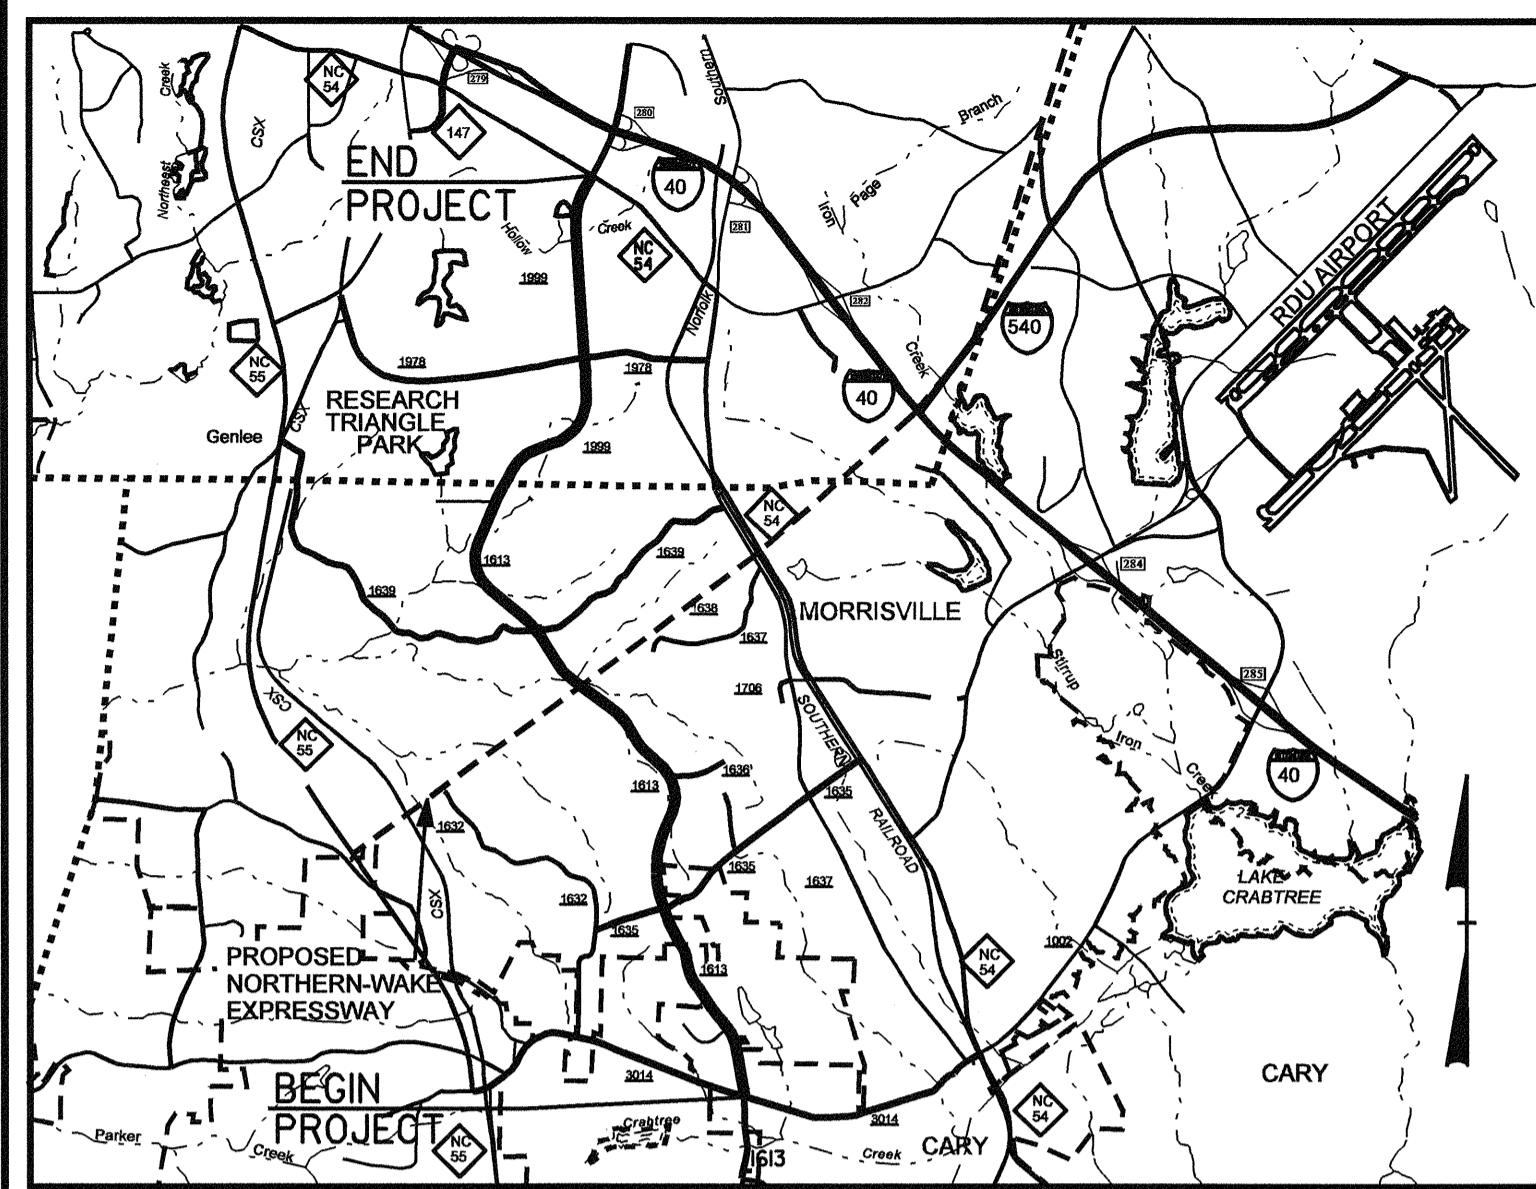 Creek
Northeast
CSX
NC
54
279
147
280
Southern
Branch
END
PROJECT
40
Hollow
Creek
NC
54
281
Iron
Page
1999
282
RDU AIRPORT
Norfolk
540
Creek
NC
55
1978
1978
40
CSX
Genlee
RESEARCH
TRIANGLE
PARK
1999
NC
54
1613
1639
1639
284
1638
MORRISVILLE
1637
Stirrup
285
1706
CSX
SOUTHERN
NC
55
Iron
Creek
1636
1613
1635
40
1632
RAILROAD
1635
1637
LAKE
CRABTREE
CSX
1632
1635
1002
PROPOSED
NORTHERN-WAKE
EXPRESSWAY
1613
NC
54
BEGIN
PROJECT
3014
CARY
NC
54
3014
Parker
Creek
NC
55
Crabtree
1613
Creek
CARY